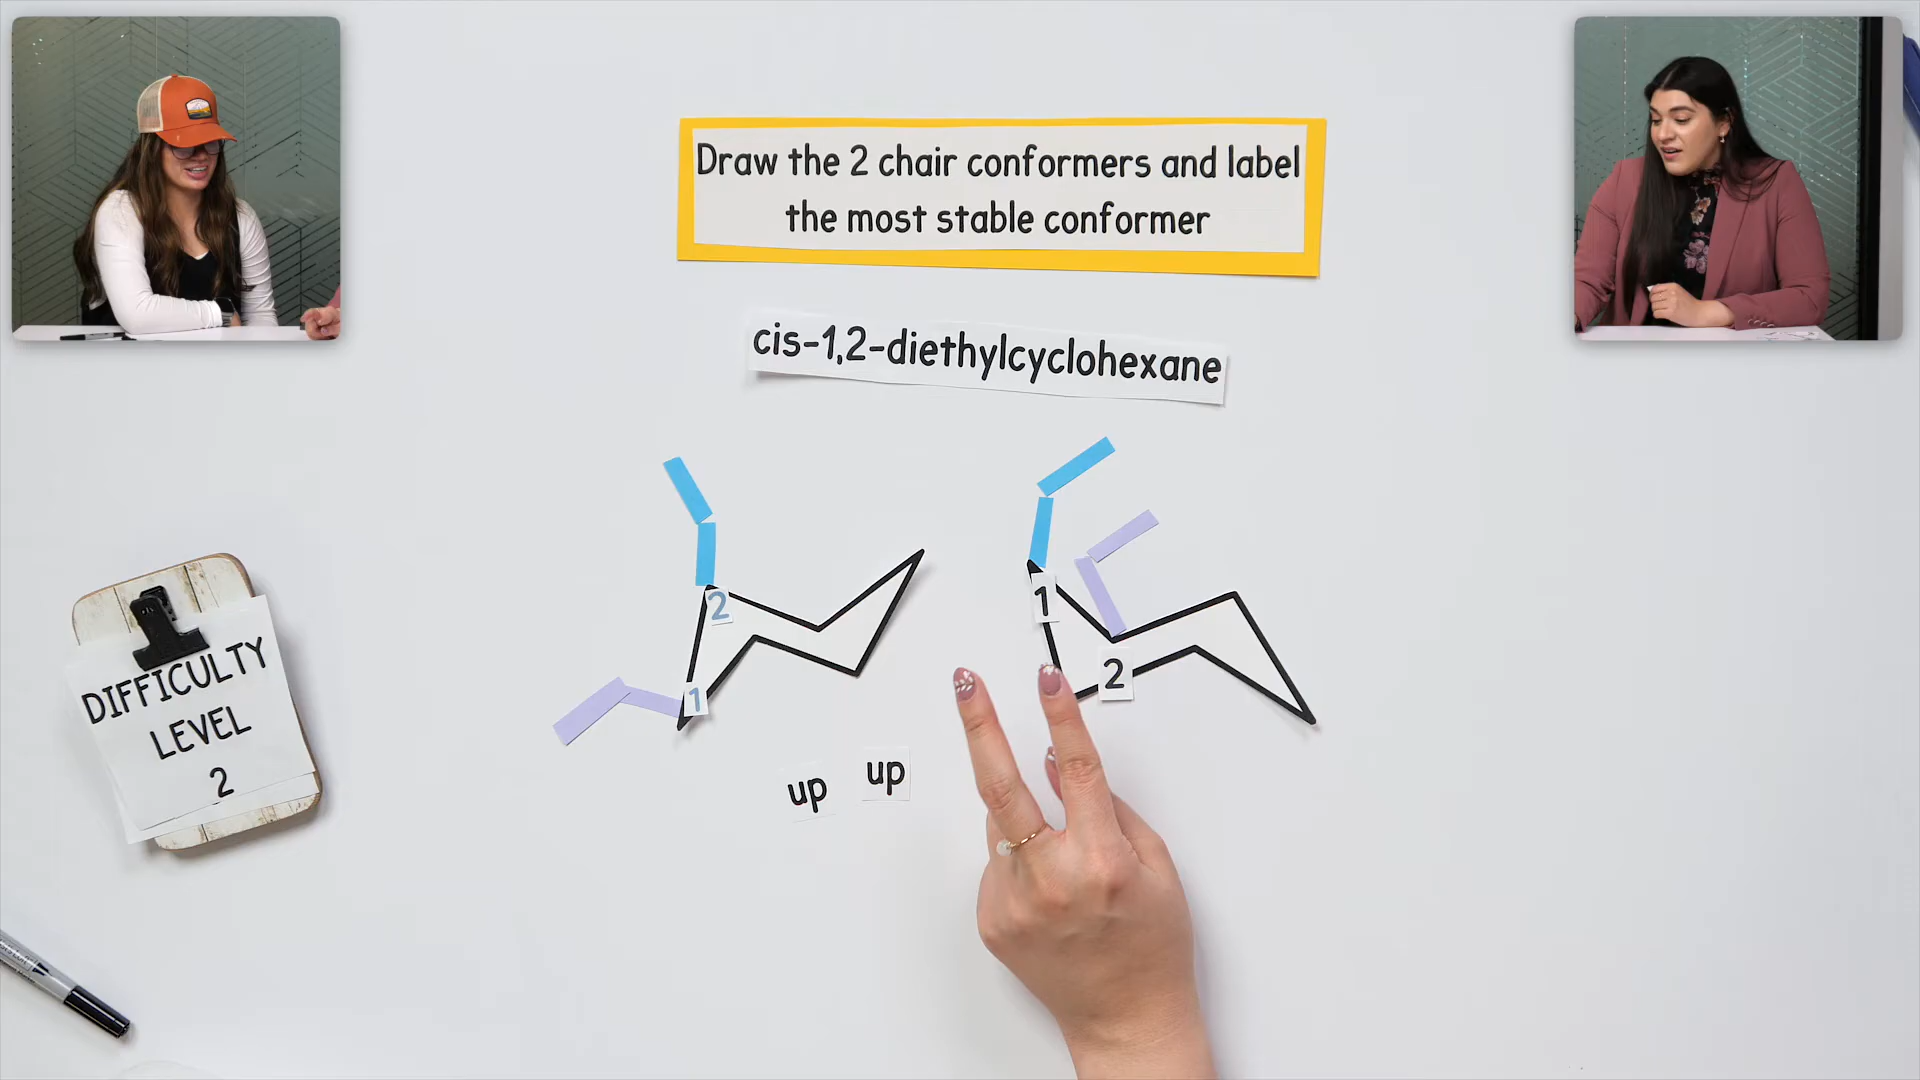 Draw the 2 chair conformers and label
the most stable conformer
cis-1,2-diethylcyclohexane
2
1
1
2
up up
DIFFICULTY
LEVEL
2